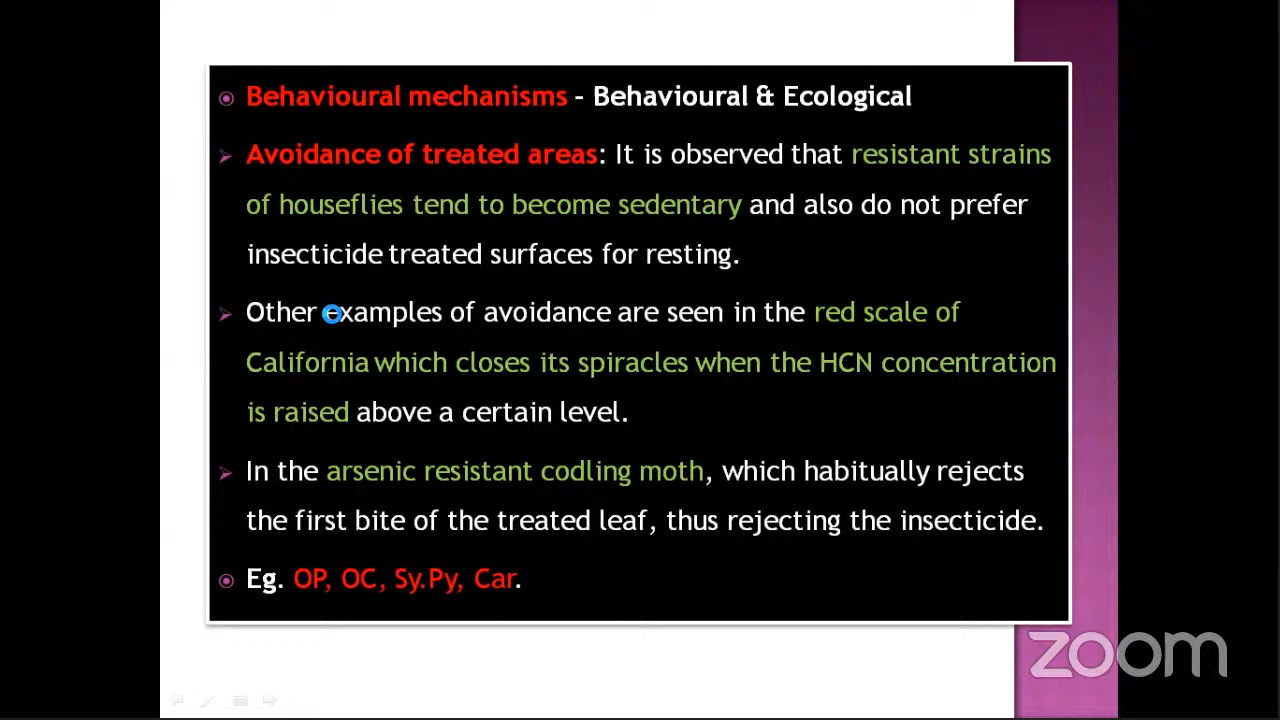 Behavioural mechanisms - Behavioural & Ecological
Avoidance of treated areas: It is observed that resistant strains
of houseflies tend to become sedentary and also do not prefer
insecticide treated surfaces for resting.
Other examples of avoidance are seen in the red scale of
California which closes its spiracles when the HCN concentration
is raised above a certain level.
In the arsenic resistant codling moth, which habitually rejects
the first bite of the treated leaf, thus rejecting the insecticide.
Eg. OP, OC, Sy.Py, Car.
zoom